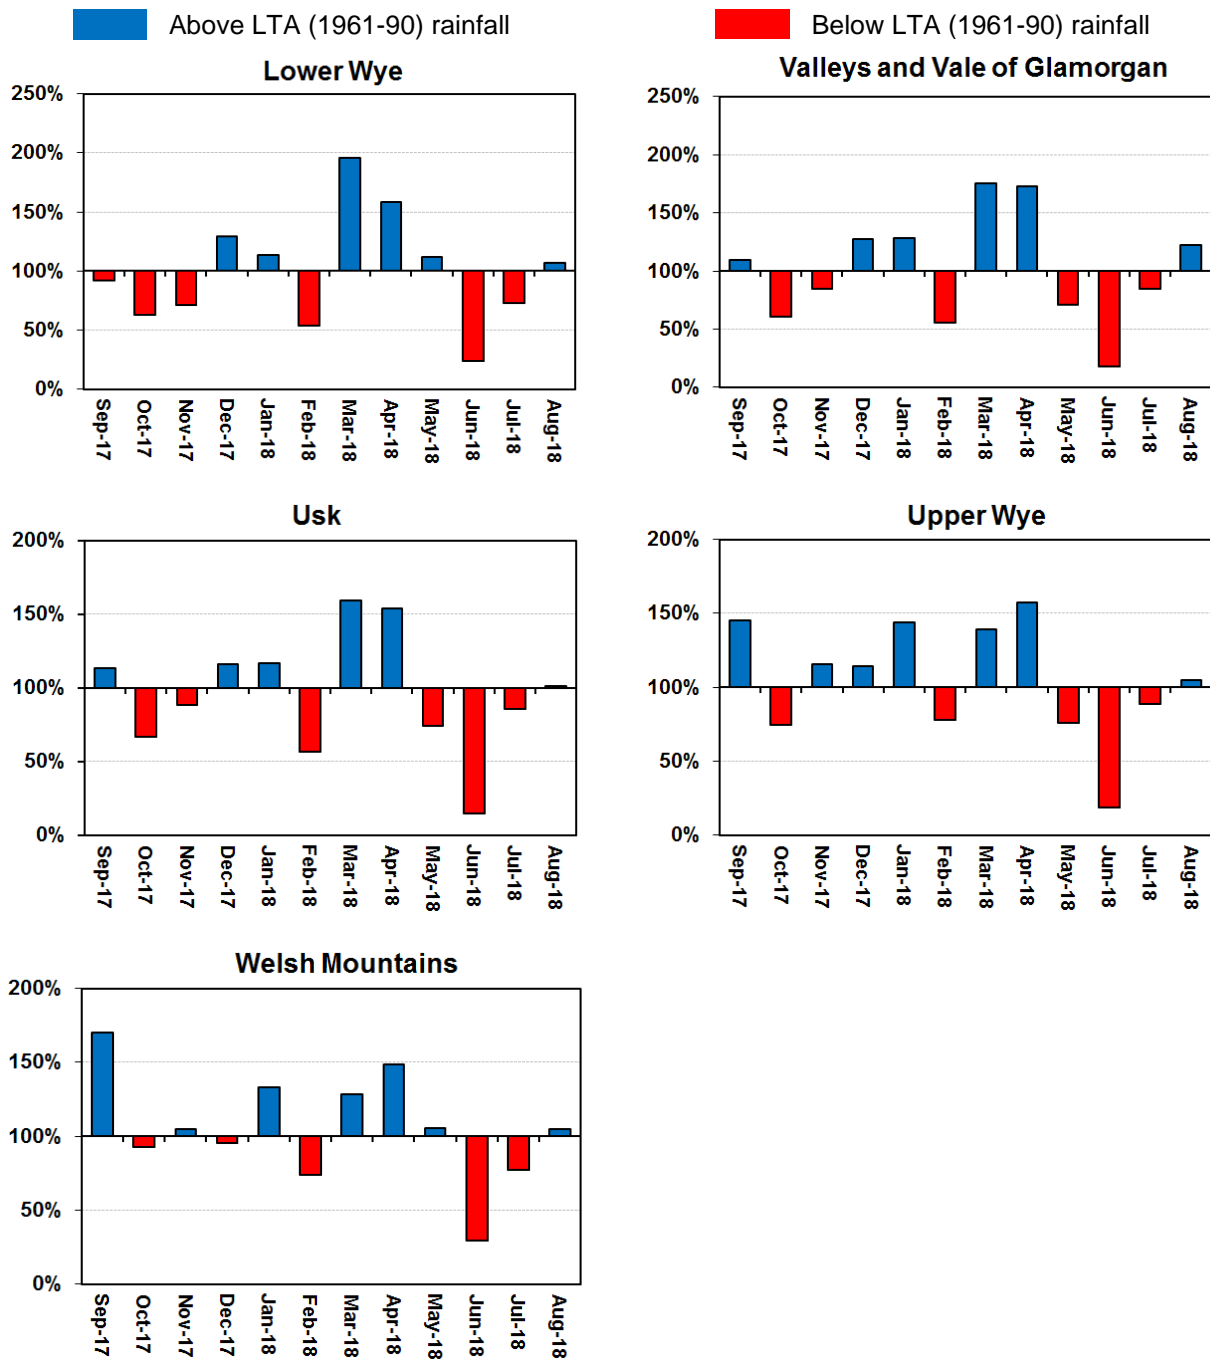 Above LTA (1961-90) rainfall
Below LTA (1961-90) rainfall
Lower Wye
250%
200%
150%
100%
50%
0%
Sep-17
Oct-17
Nov-17
Dec-17
Jan-18
Feb-18
Mar-18
Apr-18
May-18
Jun-18
Jul-18
Aug-18
Valleys and Vale of Glamorgan
250%
200%
150%
100%
50%
0%
Sep-17
Oct-17
Nov-17
Dec-17
Jan-18
Feb-18
Mar-18
Apr-18
May-18
Jun-18
Jul-18
Aug-18
Usk
200%
150%
100%
50%
0%
Sep-17
Oct-17
Nov-17
Dec-17
Jan-18
Feb-18
Mar-18
Apr-18
May-18
Jun-18
Jul-18
Aug-18
Upper Wye
200%
150%
100%
50%
0%
Sep-17
Oct-17
Nov-17
Dec-17
Jan-18
Feb-18
Mar-18
Apr-18
May-18
Jun-18
Jul-18
Aug-18
Welsh Mountains
200%
150%
100%
50%
0%
Sep-17
Oct-17
Nov-17
Dec-17
Jan-18
Feb-18
Mar-18
Apr-18
May-18
Jun-18
Jul-18
Aug-18